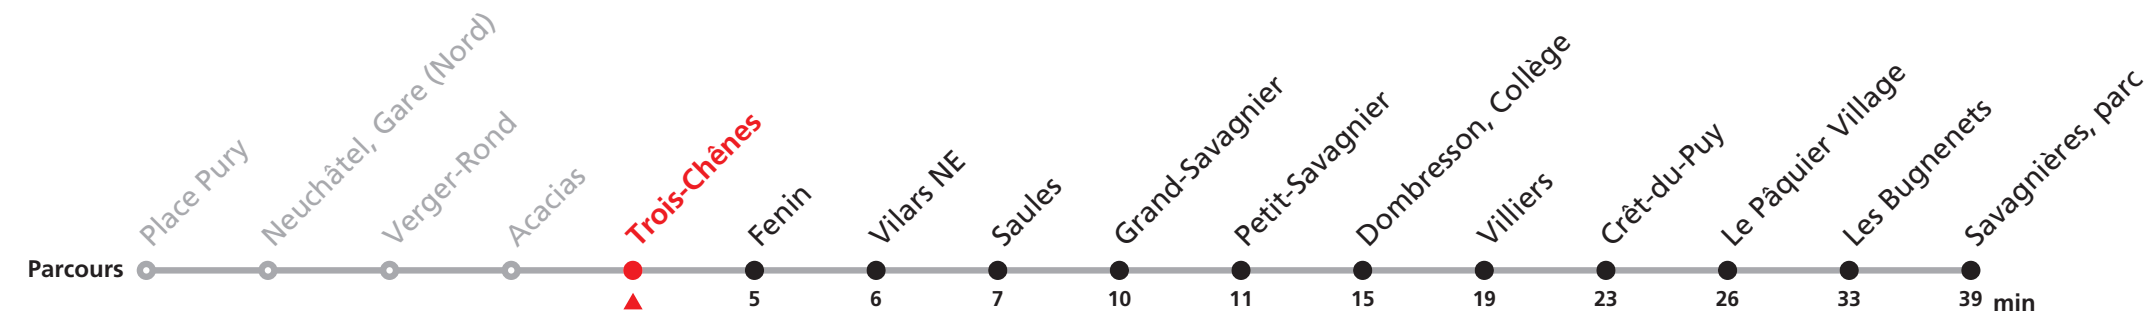 Place Pury
Neuchâtel, Gare (Nord)
Verger-Rond
Acacias
Trois-Chênes
Fenin
Vilars NE
Saules
Grand-Savagnier
Petit-Savagnier
Dombresson, Collège
Villiers
Crêt-du-Puy
Le Pâquier Village
Les Bugnenets
Savagnières, parc
Parcours
5 6 7 10 11 15 19 23 26 33 39 min